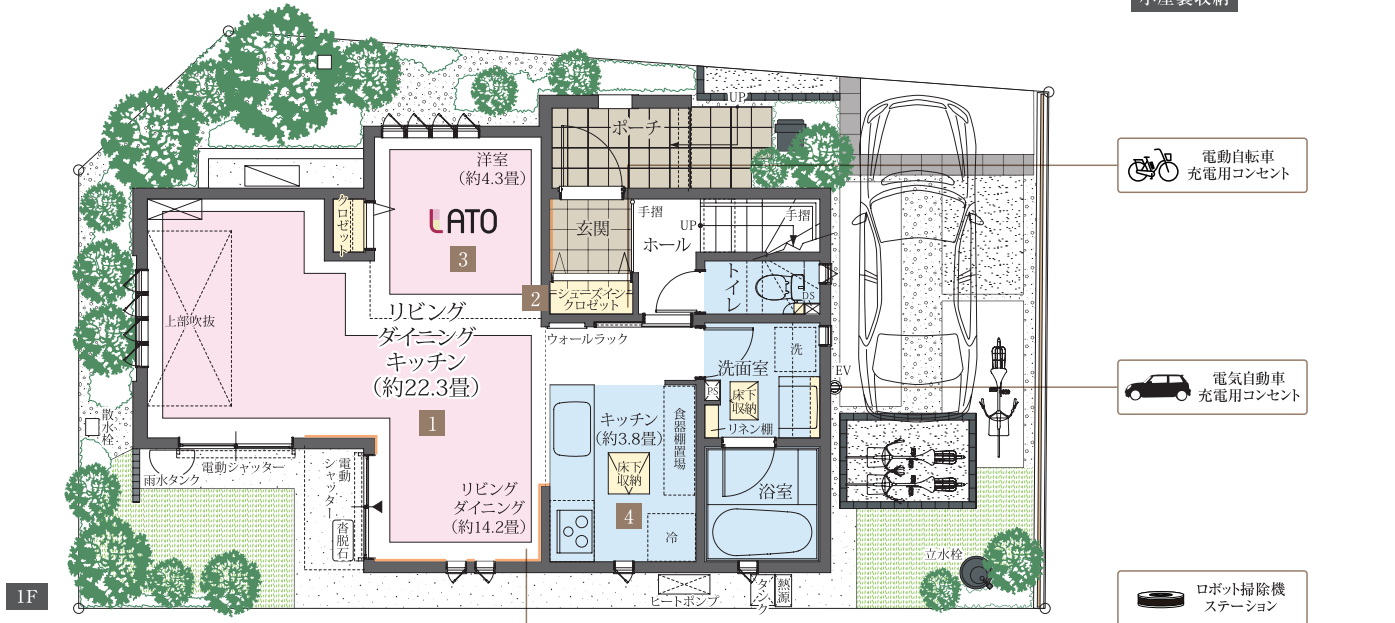 小屋裏収納
UP
ポーチ
洋室
(約4.3畳)
LATO
クロゼット
3
玄関
手摺
UP
手摺
ホール
トイレ
DS
2
シューズイン
クロゼット
ウォールラック
上部吹抜
リビング
ダイニング
キッチン
(約22.3畳)
1
洗面室
洗
PS
床下
収納
リネン棚
EV
キッチン
(約3.8畳)
食器棚置場
床下
収納
4
冷
浴室
リビング
ダイニング
(約14.2畳)
散水栓
電動シャッター
雨水タンク
電動
シャッター
沓脱石
ヒートポンプ
タンク
熱源
立水栓
1F
電動自転車
充電用コンセント
電気自動車
充電用コンセント
ロボット掃除機
ステーション